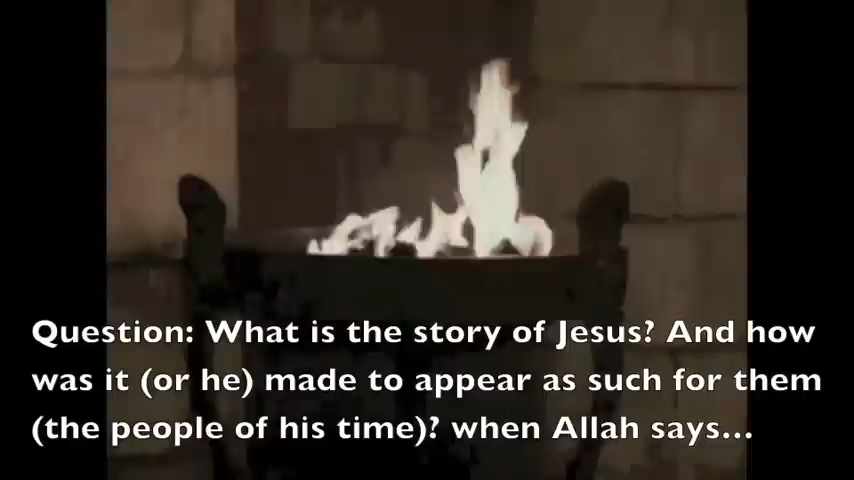 Question: What is the story of Jesus? And how
was it (or he) made to appear as such for them
(the people of his time)? when Allah says...